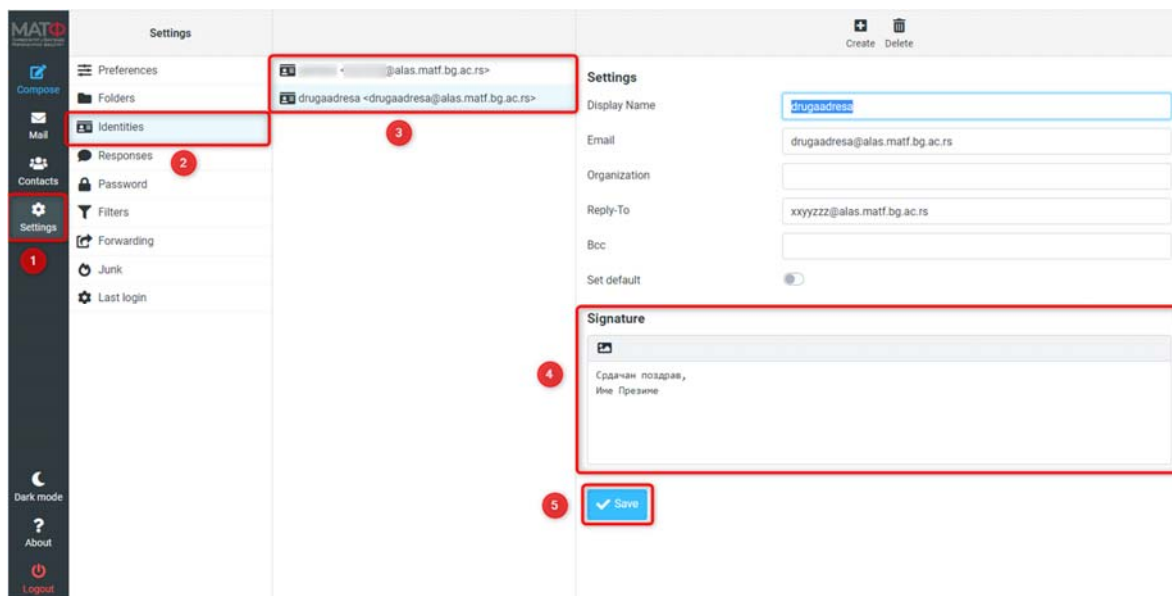 МАТФ
Settings
Create
Delete
Compose
Mail
Contacts
Settings
1
Dark mode
?
About
Logout
Preferences
Folders
Identities
Responses
2
Password
Filters
Forwarding
Junk
Last login
@alas.matf.bg.ac.rs>
drugaadresa <drugaadresa@alas.matf.bg.ac.rs>
3
Settings
Display Name drugaadresa
Email drugaadresa@alas.matf.bg.ac.rs
Organization
Reply-To xxyyzzz@alas.matf.bg.ac.rs
Bcc
Set default
Signature
4
Срдачан поздрав,
Име Презиме
5
Save